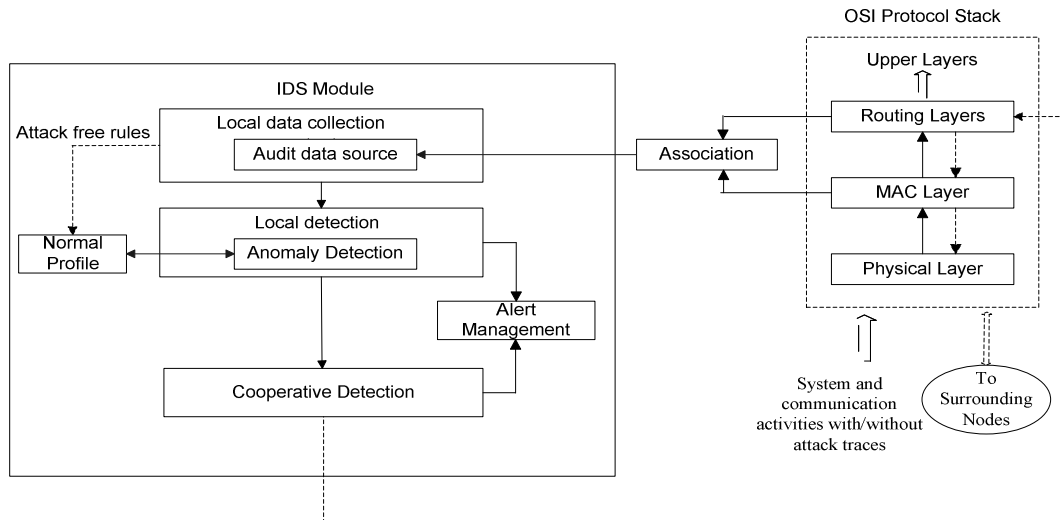 OSI Protocol Stack
Upper Layers
IDS Module
Local data collection
Attack free rules
Routing Layers
Audit data source
Association
MAC Layer
Local detection
Normal
Profile
Anomaly Detection
Physical Layer
Alert
Management
Cooperative Detection
System and
communication
activities with/without
attack traces
To
Surrounding
Nodes